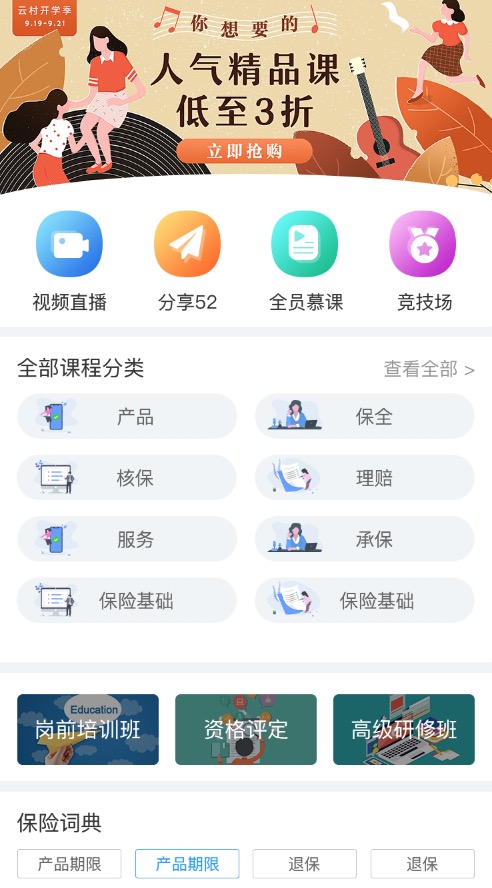 云村开学季
9.19-9.21
你想要的
人气精品课
低至3折
立即抢购
视频直播
分享52
全员慕课
竞技场
全部课程分类
查看全部 >
产品
保全
核保
理赔
服务
承保
保险基础
保险基础
Education
岗前培训班
资格评定
高级研修班
保险词典
产品期限
产品期限
退保
退保